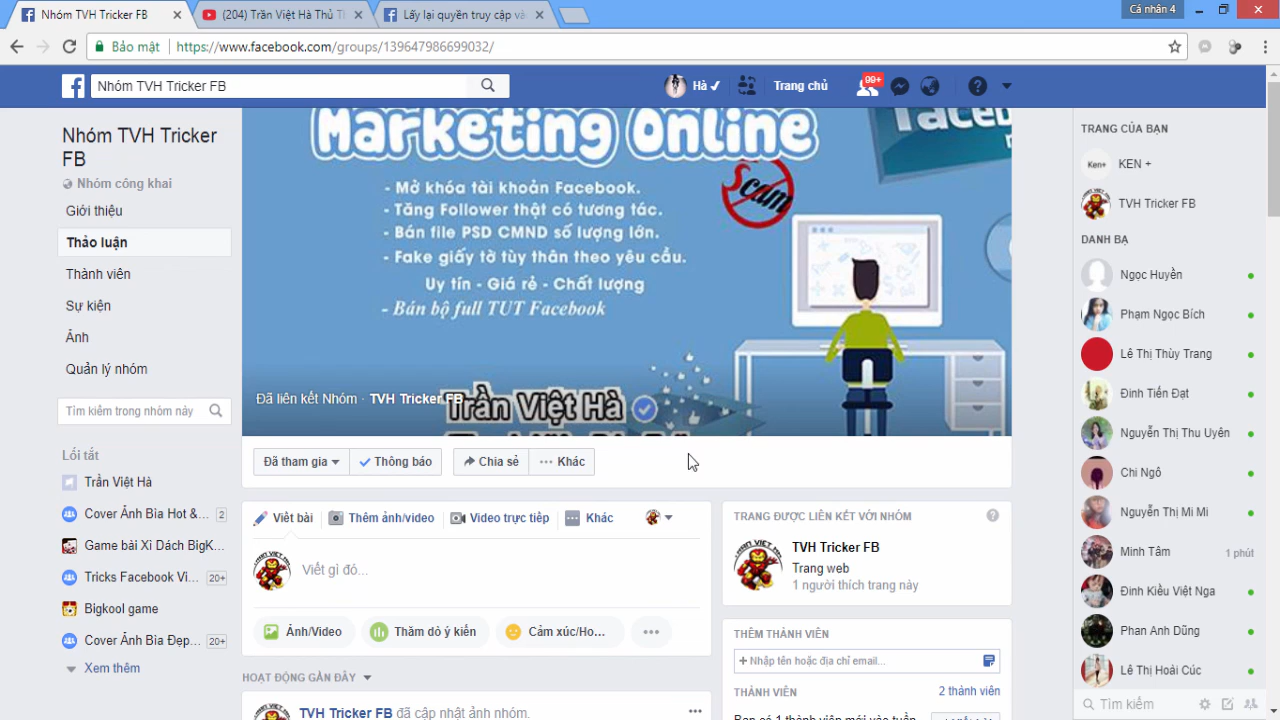 Nhóm TVH Tricker FB
(204) Trần Việt Hà Thủ T
Lấy lại quyền truy cập và
Cá nhân 4
Bảo mật
https://www.facebook.com/groups/139647986699032/
Nhóm TVH Tricker FB
Hà
Trang chủ
99+
Nhóm TVH Tricker
FB
Nhóm công khai
Giới thiệu
Thảo luận
Thành viên
Sự kiện
Ảnh
Quản lý nhóm
Tìm kiếm trong nhóm này
Lối tắt
Trần Việt Hà
Cover Ảnh Bìa Hot &... 2
Game bài Xì Dách BigK...
Tricks Facebook Vi... 20+
Bigkool game
Cover Ảnh Bìa Đẹp... 20+
Xem thêm
Marketing Online
- Mở khóa tài khoản Facebook.
- Tăng Follower thật có tương tác.
- Bán file PSD CMND số lượng lớn.
- Fake giấy tờ tùy thân theo yêu cầu.
Uy tín - Giá rẻ - Chất lượng
- Bán bộ full TUT Facebook
Scam
Đã liên kết Nhóm · TVH Tricker FB
Trần Việt Hà
Đã tham gia
Thông báo
Chia sẻ
Khác
Viết bài
Thêm ảnh/video
Video trực tiếp
Khác
Viết gì đó...
Ảnh/Video
Thăm dò ý kiến
Cảm xúc/Ho...
HOẠT ĐỘNG GẦN ĐÂY
TVH Tricker FB đã cập nhật ảnh nhóm.
TRANG ĐƯỢC LIÊN KẾT VỚI NHÓM
TVH Tricker FB
Trang web
1 người thích trang này
THÊM THÀNH VIÊN
+ Nhập tên hoặc địa chỉ email...
THÀNH VIÊN
2 thành viên
Bạn có 1 thành viên mới vào tuần
TRANG CỦA BẠN
Ken+
KEN +
TVH Tricker FB
DANH BẠ
Ngọc Huyền
Phạm Ngọc Bích
Lê Thị Thùy Trang
Đinh Tiến Đạt
Nguyễn Thị Thu Uyên
Chi Ngô
Nguyễn Thị Mi Mi
Minh Tâm 1 phút
Đinh Kiều Việt Nga
Phan Anh Dũng
Lê Thị Hoài Cúc
Tìm kiếm